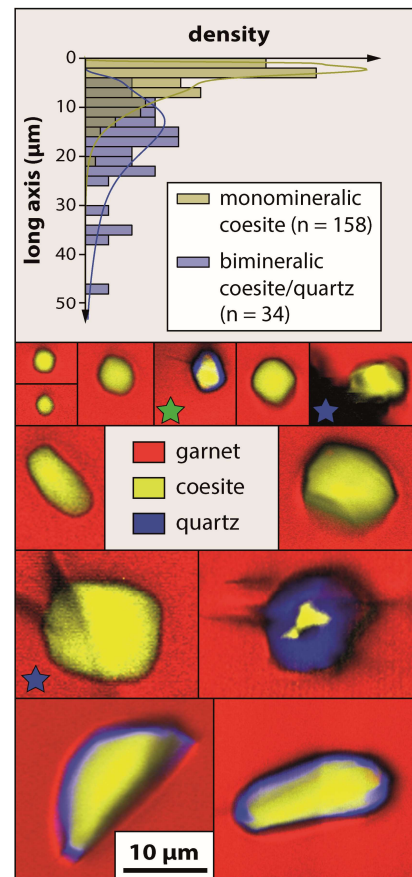 density
0
10
20
30
40
50
long axis (µm)
monomineralic
coesite (n = 158)
bimineralic
coesite/quartz
(n = 34)
garnet
coesite
quartz
10 µm